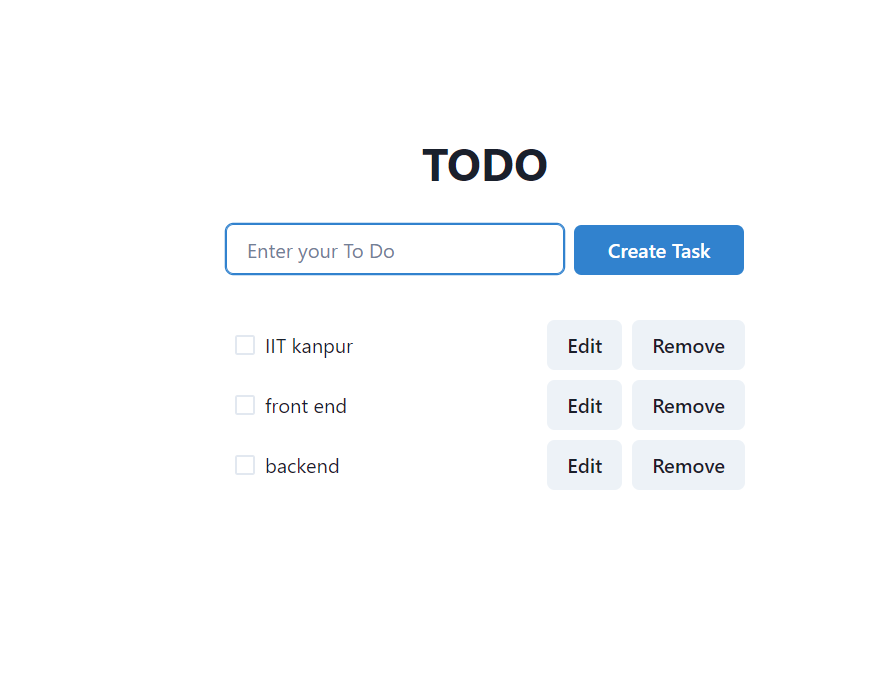 TODO
Enter your To Do Create Task
IIT kanpur Edit Remove
front end Edit Remove
backend Edit Remove